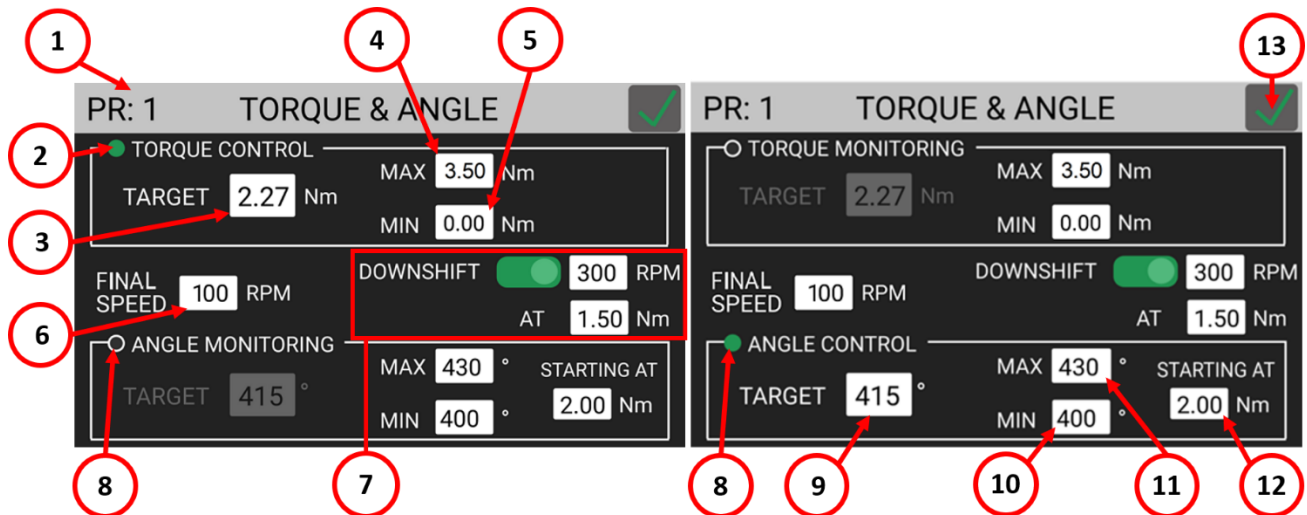 1
4
5
13
PR: 1 TORQUE & ANGLE
2
TORQUE CONTROL
TARGET 2.27 Nm
MAX 3.50 Nm
MIN 0.00 Nm
3
FINAL SPEED 100 RPM
DOWNSHIFT 300 RPM
AT 1.50 Nm
6
ANGLE MONITORING
TARGET 415 °
MAX 430 °
MIN 400 °
STARTING AT
2.00 Nm
8
7
PR: 1 TORQUE & ANGLE
TORQUE MONITORING
TARGET 2.27 Nm
MAX 3.50 Nm
MIN 0.00 Nm
FINAL SPEED 100 RPM
DOWNSHIFT 300 RPM
AT 1.50 Nm
ANGLE CONTROL
TARGET 415 °
MAX 430 °
MIN 400 °
STARTING AT
2.00 Nm
8
9
10
11
12